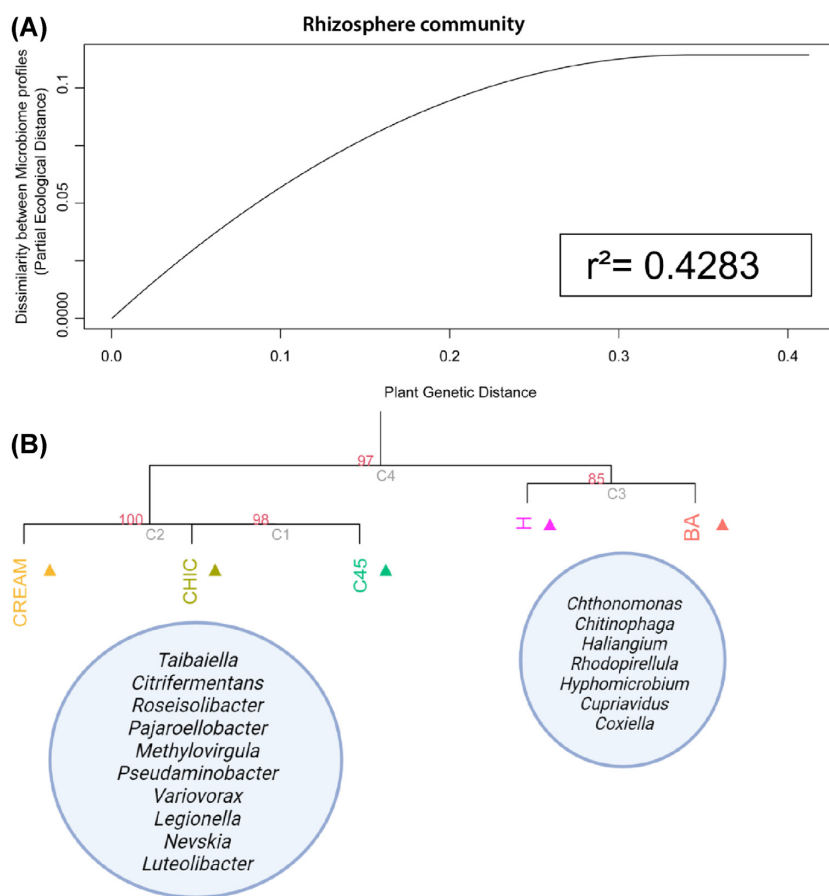 (A)
Rhizosphere community
Dissimilarity between Microbiome profiles
(Partial Ecological Distance)
0.1
0.05
0.0000
r²= 0.4283
0.0 0.1 0.2 0.3 0.4
Plant Genetic Distance
(B)
97
C4
85
C3
100
C2
98
C1
CREAM
CHIC
C45
H
BA
Taibaiella
Citrifermentans
Roseisolibacter
Pajaroellobacter
Methylovirgula
Pseudaminobacter
Variovorax
Legionella
Nevskia
Luteolibacter
Chthonomonas
Chitinophaga
Haliangium
Rhodopirellula
Hyphomicrobium
Cupriavidus
Coxiella